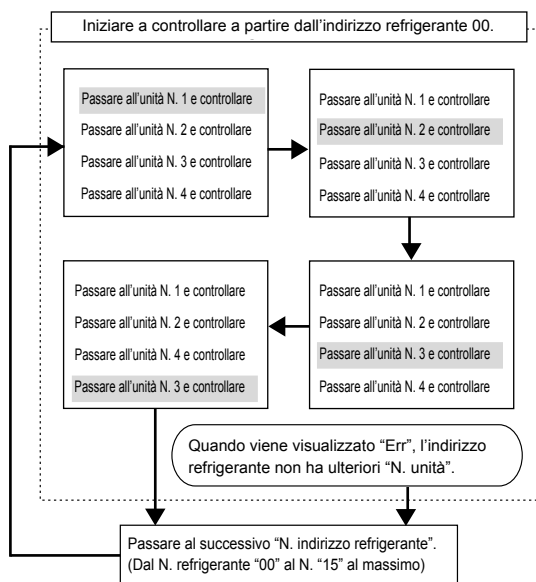 Iniziare a controllare a partire dall'indirizzo refrigerante 00.
Passare all'unità N. 1 e controllare
Passare all'unità N. 2 e controllare
Passare all'unità N. 3 e controllare
Passare all'unità N. 4 e controllare
Passare all'unità N. 1 e controllare
Passare all'unità N. 2 e controllare
Passare all'unità N. 3 e controllare
Passare all'unità N. 4 e controllare
Passare all'unità N. 1 e controllare
Passare all'unità N. 2 e controllare
Passare all'unità N. 4 e controllare
Passare all'unità N. 3 e controllare
Passare all'unità N. 1 e controllare
Passare all'unità N. 2 e controllare
Passare all'unità N. 3 e controllare
Passare all'unità N. 4 e controllare
Quando viene visualizzato “Err”, l'indirizzo
refrigerante non ha ulteriori “N. unità”.
Passare al successivo “N. indirizzo refrigerante”.
(Dal N. refrigerante “00” al N. “15” al massimo)